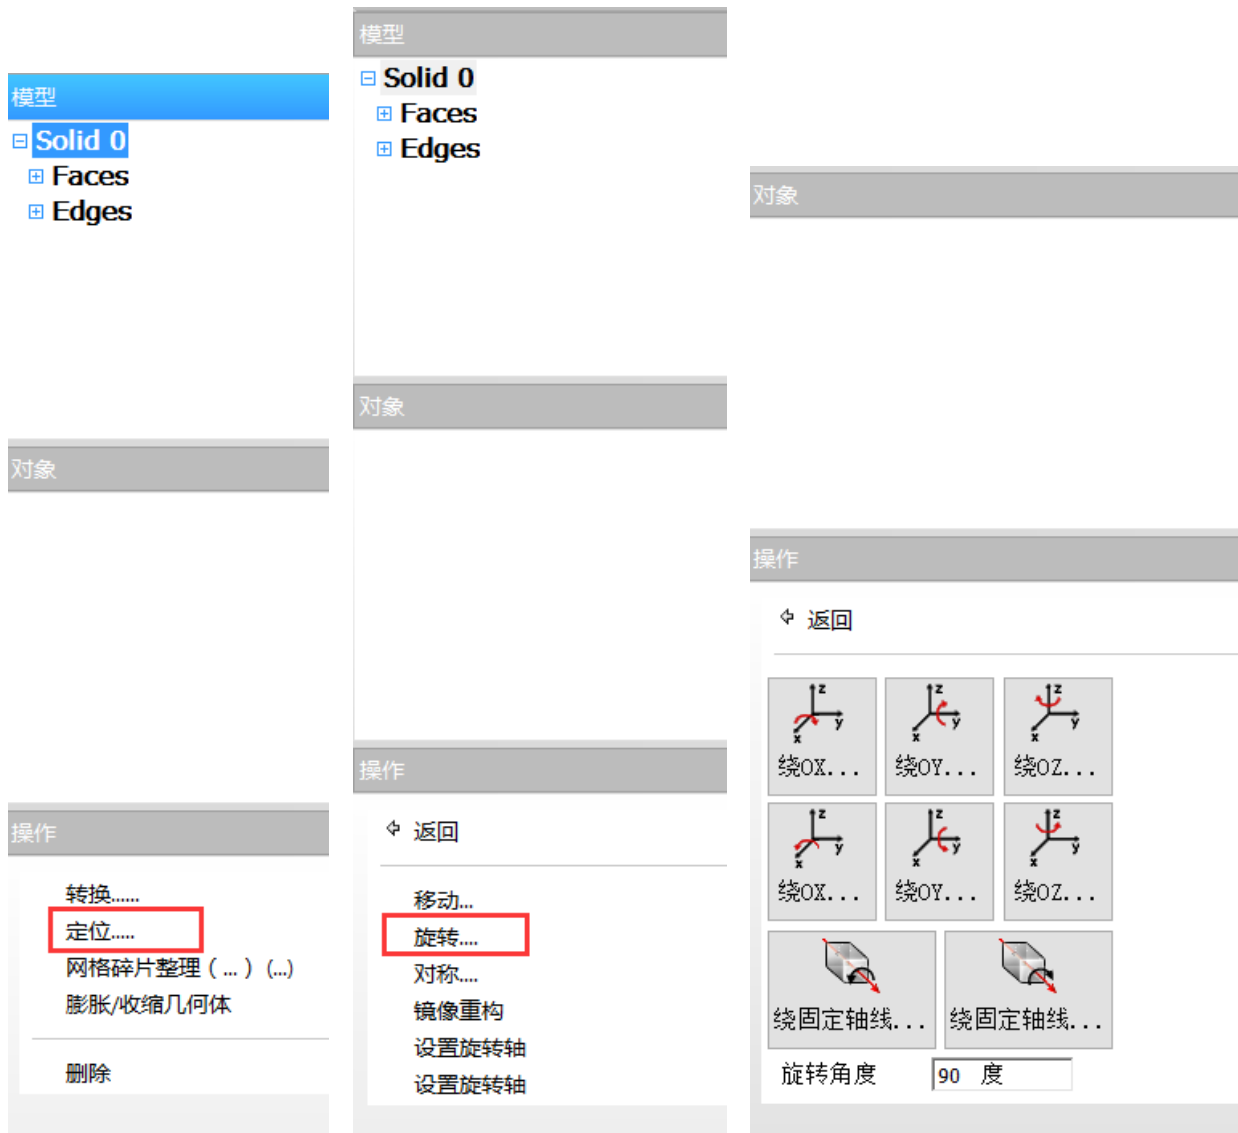 模型
Solid 0
Faces
Edges
对象
操作
转换......
定位.....
网格碎片整理（...）(...)
膨胀/收缩几何体
删除
模型
Solid 0
Faces
Edges
对象
操作
返回
移动...
旋转....
对称....
镜像重构
设置旋转轴
设置旋转轴
对象
操作
返回
z
y
x
绕OX...
z
y
x
绕OY...
z
y
x
绕OZ...
z
y
x
绕OX...
z
y
x
绕OY...
z
y
x
绕OZ...
绕固定轴线...
绕固定轴线...
旋转角度 90 度